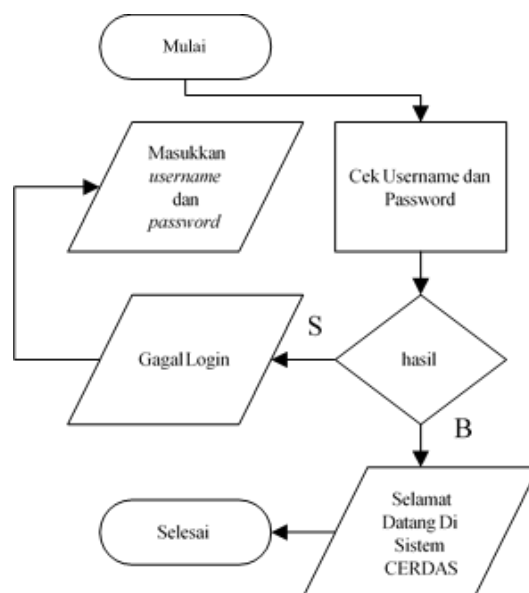 Mulai
Masukkan
username
dan
password
Cek Username dan
Password
Gagal Login
S
hasil
B
Selamat
Datang Di
Sistem
CERDAS
Selesai